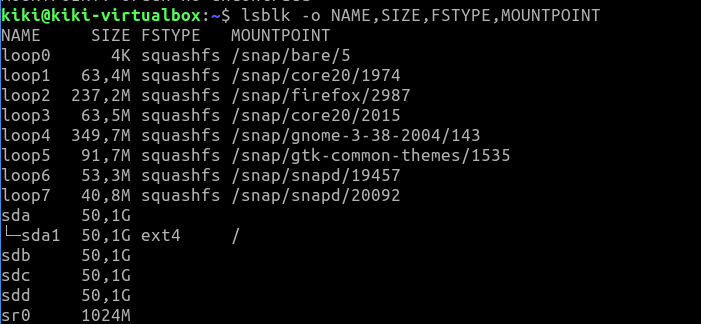 kiki@kiki-virtualbox:~$ lsblk -o NAME,SIZE,FSTYPE,MOUNTPOINT
NAME     SIZE FSTYPE   MOUNTPOINT
loop0      4K squashfs /snap/bare/5
loop1   63,4M squashfs /snap/core20/1974
loop2  237,2M squashfs /snap/firefox/2987
loop3   63,5M squashfs /snap/core20/2015
loop4  349,7M squashfs /snap/gnome-3-38-2004/143
loop5   91,7M squashfs /snap/gtk-common-themes/1535
loop6   53,3M squashfs /snap/snapd/19457
loop7   40,8M squashfs /snap/snapd/20092
sda     50,1G
└─sda1  50,1G ext4     /
sdb     50,1G
sdc     50,1G
sdd     50,1G
sr0     1024M